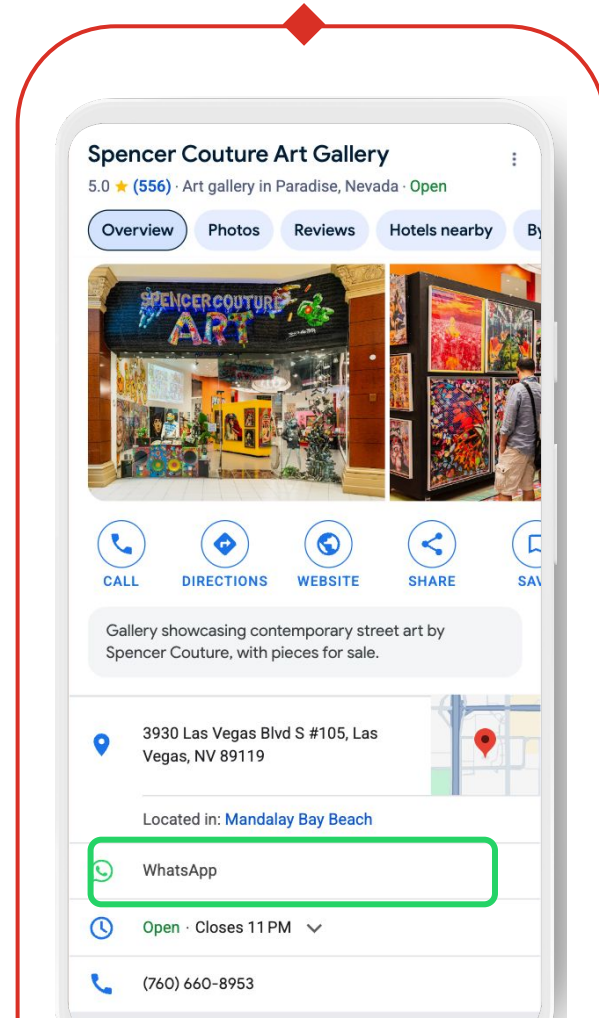 Spencer Couture Art Gallery
5.0 ★ (556) · Art gallery in Paradise, Nevada · Open
Overview Photos Reviews Hotels nearby By
SPENCER COUTURE
ART
CALL DIRECTIONS WEBSITE SHARE SAV
Gallery showcasing contemporary street art by
Spencer Couture, with pieces for sale.
3930 Las Vegas Blvd S #105, Las
Vegas, NV 89119
Located in: Mandalay Bay Beach
WhatsApp
Open · Closes 11 PM
(760) 660-8953